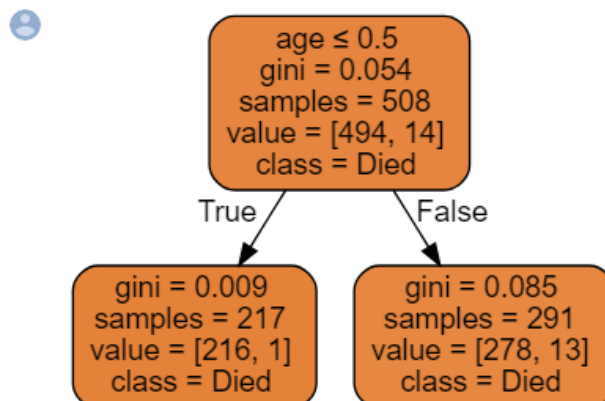 age ≤ 0.5
gini = 0.054
samples = 508
value = [494, 14]
class = Died
True
False
gini = 0.009
samples = 217
value = [216, 1]
class = Died
gini = 0.085
samples = 291
value = [278, 13]
class = Died